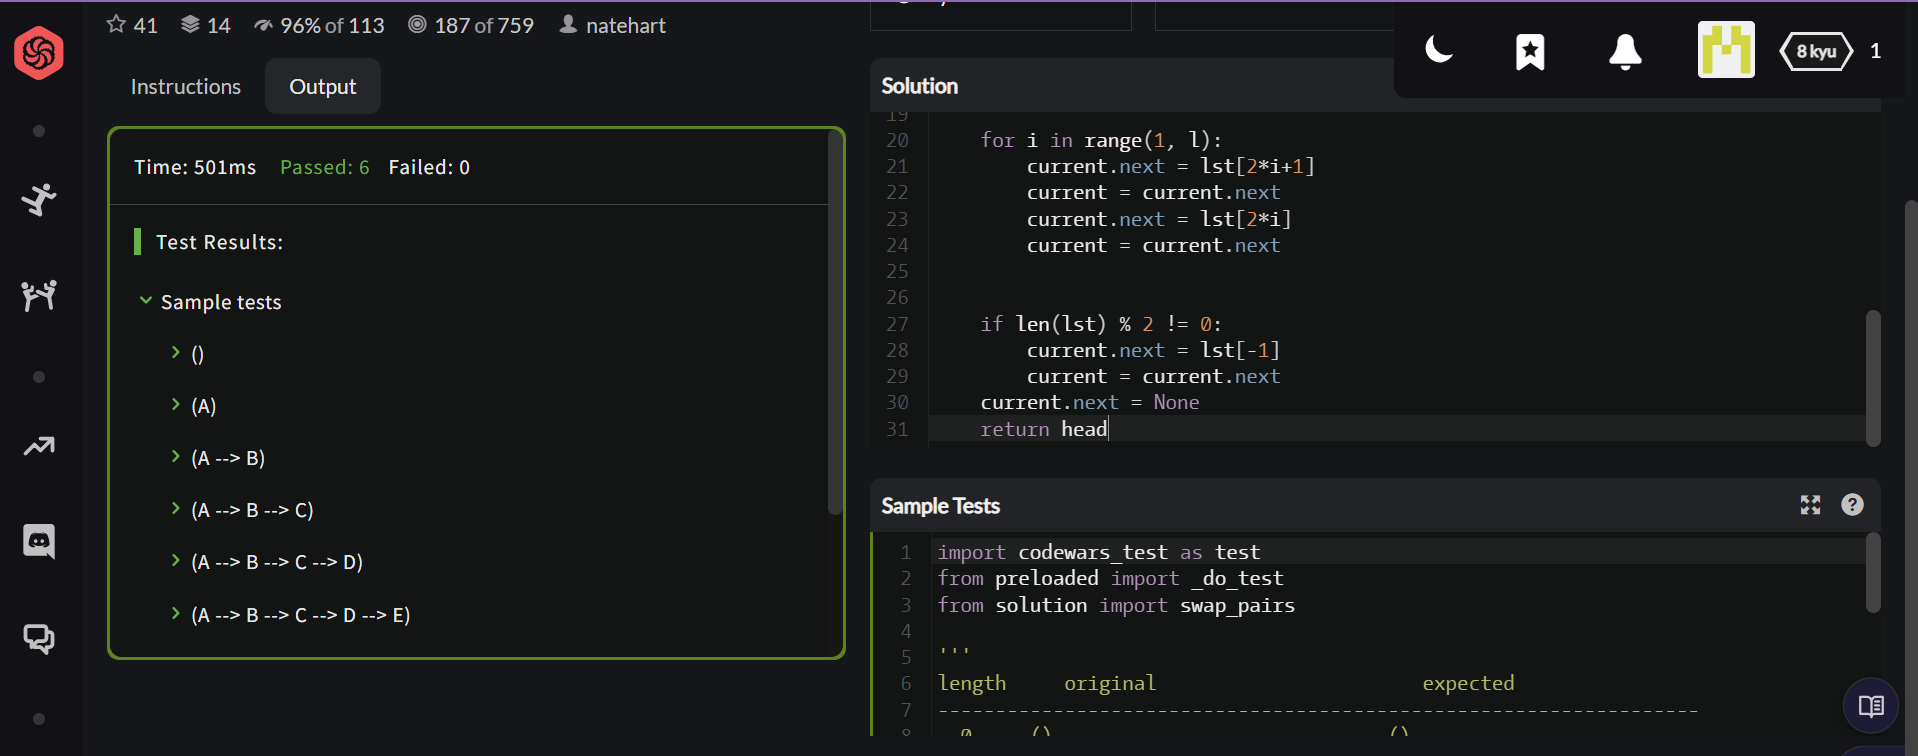 41 14 96% of 113 187 of 759 natehart
8 kyu 1
Instructions Output
Time: 501ms Passed: 6 Failed: 0
Test Results:
Sample tests
()
(A)
(A --> B)
(A --> B --> C)
(A --> B --> C --> D)
(A --> B --> C --> D --> E)
Solution
19
20 for i in range(1, l):
21 current.next = lst[2*i+1]
22 current = current.next
23 current.next = lst[2*i]
24 current = current.next
25
26
27 if len(lst) % 2 != 0:
28 current.next = lst[-1]
29 current = current.next
30 current.next = None
31 return head
Sample Tests
1 import codewars_test as test
2 from preloaded import _do_test
3 from solution import swap_pairs
4
5 '''
6 length original expected
7 ------------------------------------------------------------------
8 0 () ()